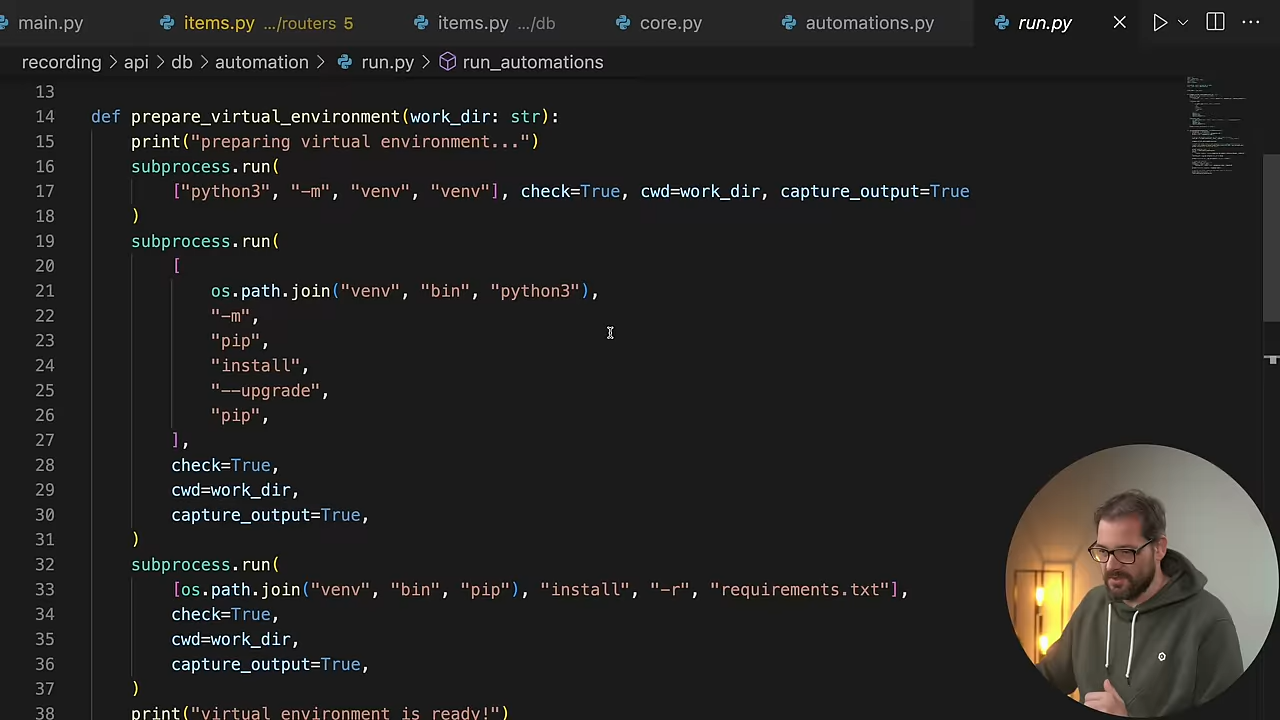 main.py items.py .../routers 5 items.py .../db core.py automations.py run.py
recording > api > db > automation > run.py > run_automations
13
14 def prepare_virtual_environment(work_dir: str):
15 print("preparing virtual environment...")
16 subprocess.run(
17 ["python3", "-m", "venv", "venv"], check=True, cwd=work_dir, capture_output=True
18 )
19 subprocess.run(
20 [
21 os.path.join("venv", "bin", "python3"),
22 "-m",
23 "pip",
24 "install",
25 "--upgrade",
26 "pip",
27 ],
28 check=True,
29 cwd=work_dir,
30 capture_output=True,
31 )
32 subprocess.run(
33 [os.path.join("venv", "bin", "pip"), "install", "-r", "requirements.txt"],
34 check=True,
35 cwd=work_dir,
36 capture_output=True,
37 )
38 print("virtual environment is ready!")